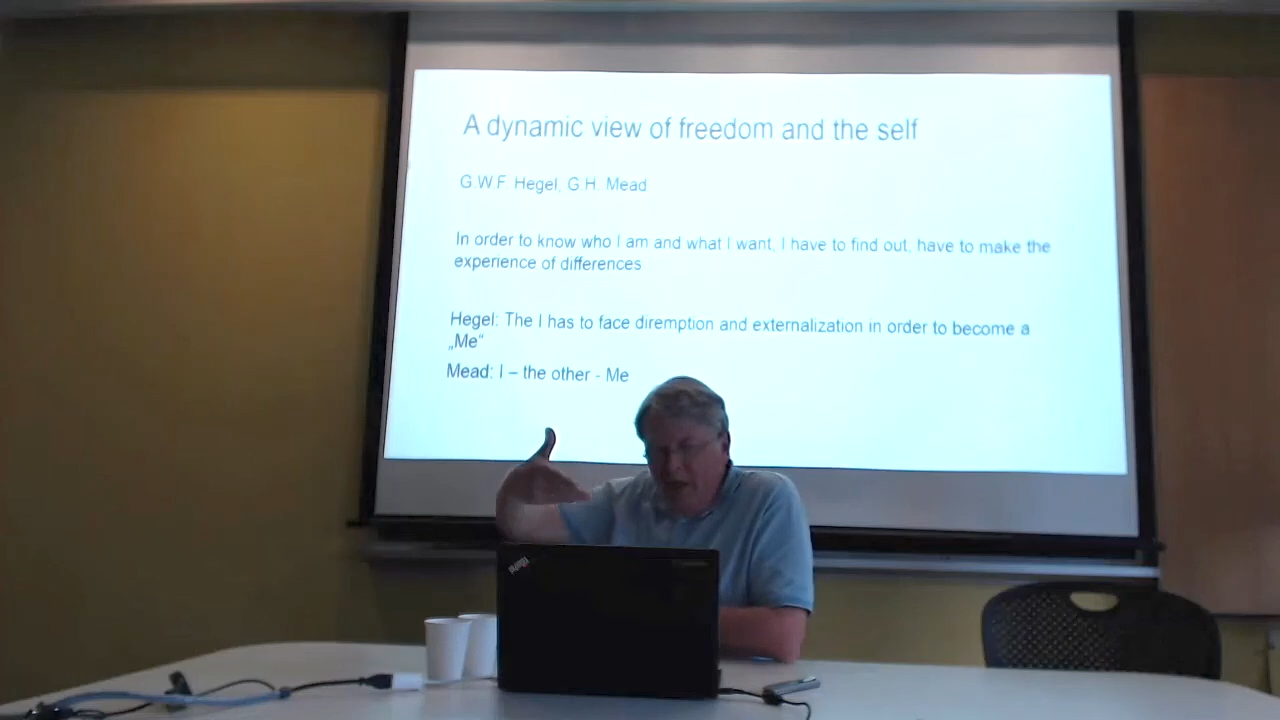 A dynamic view of freedom and the self
G.W.F. Hegel, G.H. Mead
In order to know who I am and what I want, I have to find out, have to make the
experience of differences
Hegel: The I has to face diremption and externalization in order to become a
„Me“
Mead: I – the other - Me